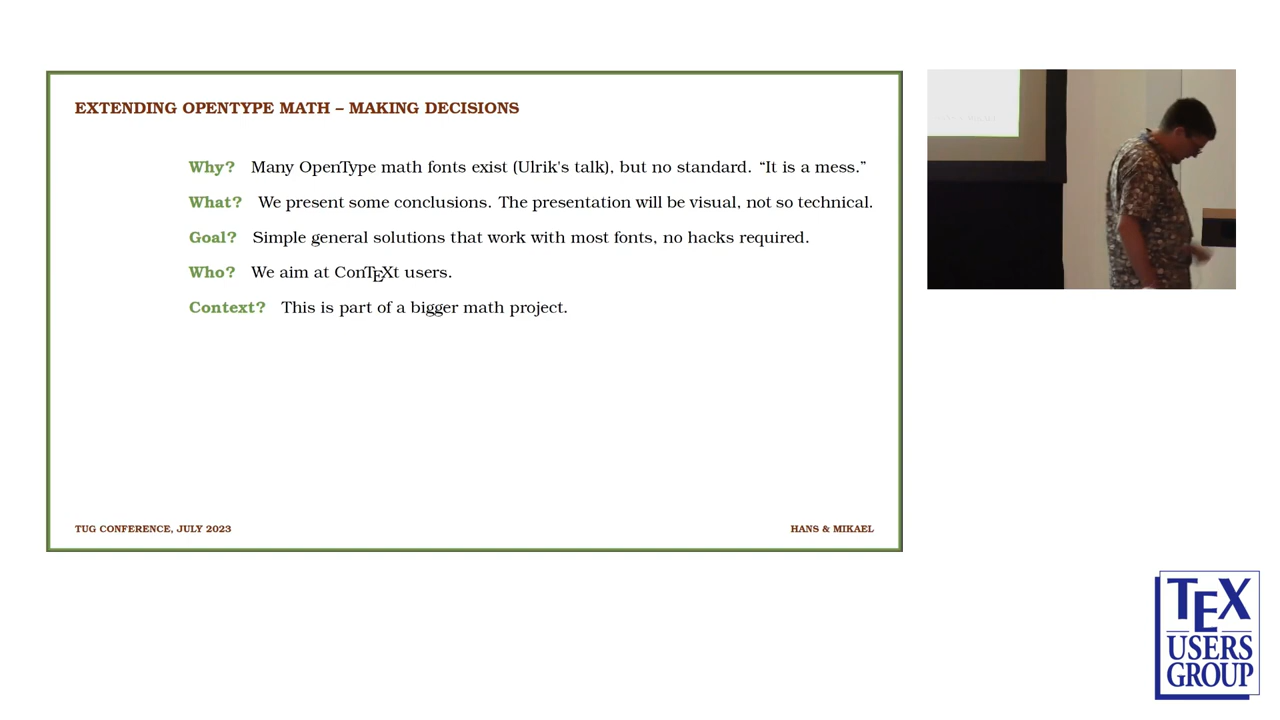 EXTENDING OPENTYPE MATH – MAKING DECISIONS
Why? Many OpenType math fonts exist (Ulrik's talk), but no standard. “It is a mess.”
What? We present some conclusions. The presentation will be visual, not so technical.
Goal? Simple general solutions that work with most fonts, no hacks required.
Who? We aim at ConTEXt users.
Context? This is part of a bigger math project.
TUG CONFERENCE, JULY 2023
HANS & MIKAEL
TEX
USERS
GROUP